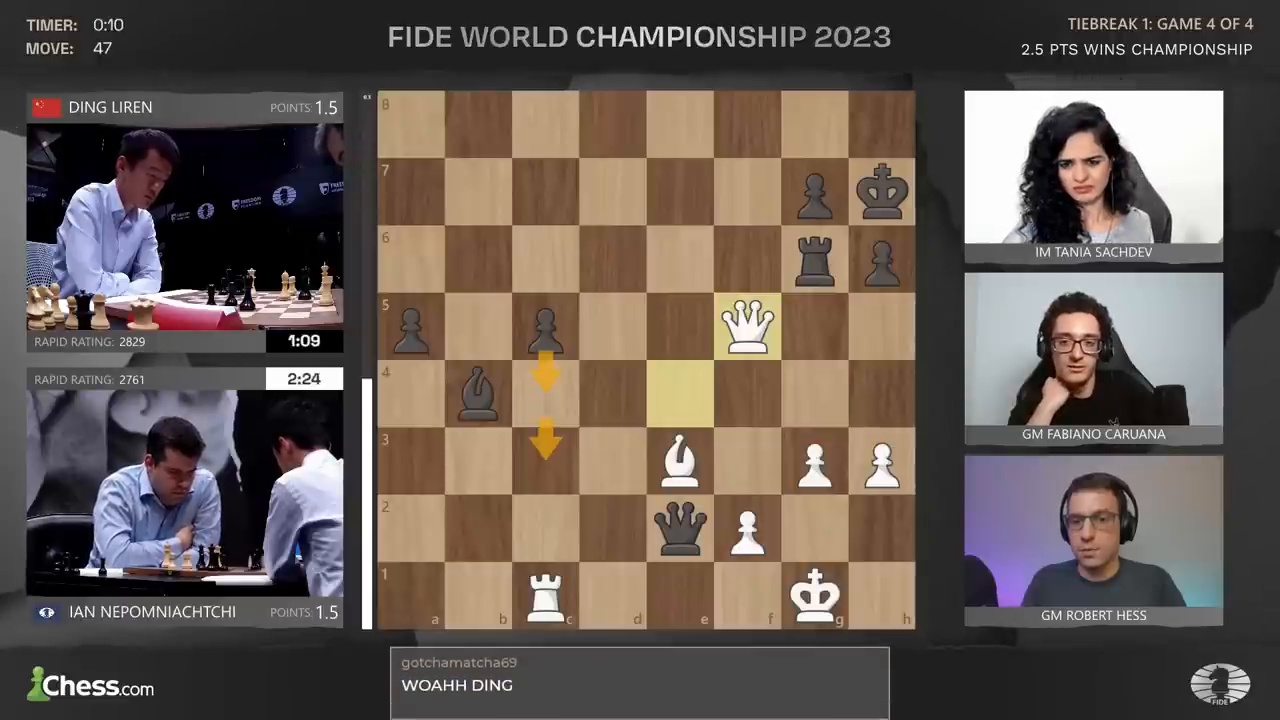 TIMER: 0:10
MOVE: 47
FIDE WORLD CHAMPIONSHIP 2023
TIEBREAK 1: GAME 4 OF 4
2.5 PTS WINS CHAMPIONSHIP
DING LIREN POINTS: 1.5
RAPID RATING: 2829 1:09
RAPID RATING: 2761 2:24
IAN NEPOMNIACHTCHI POINTS: 1.5
8
7
6
5
4
3
2
1
a b c d e f g h
IM TANIA SACHDEV
GM FABIANO CARUANA
GM ROBERT HESS
gotchamatcha69
WOAHH DING
Chess.com
FIDE